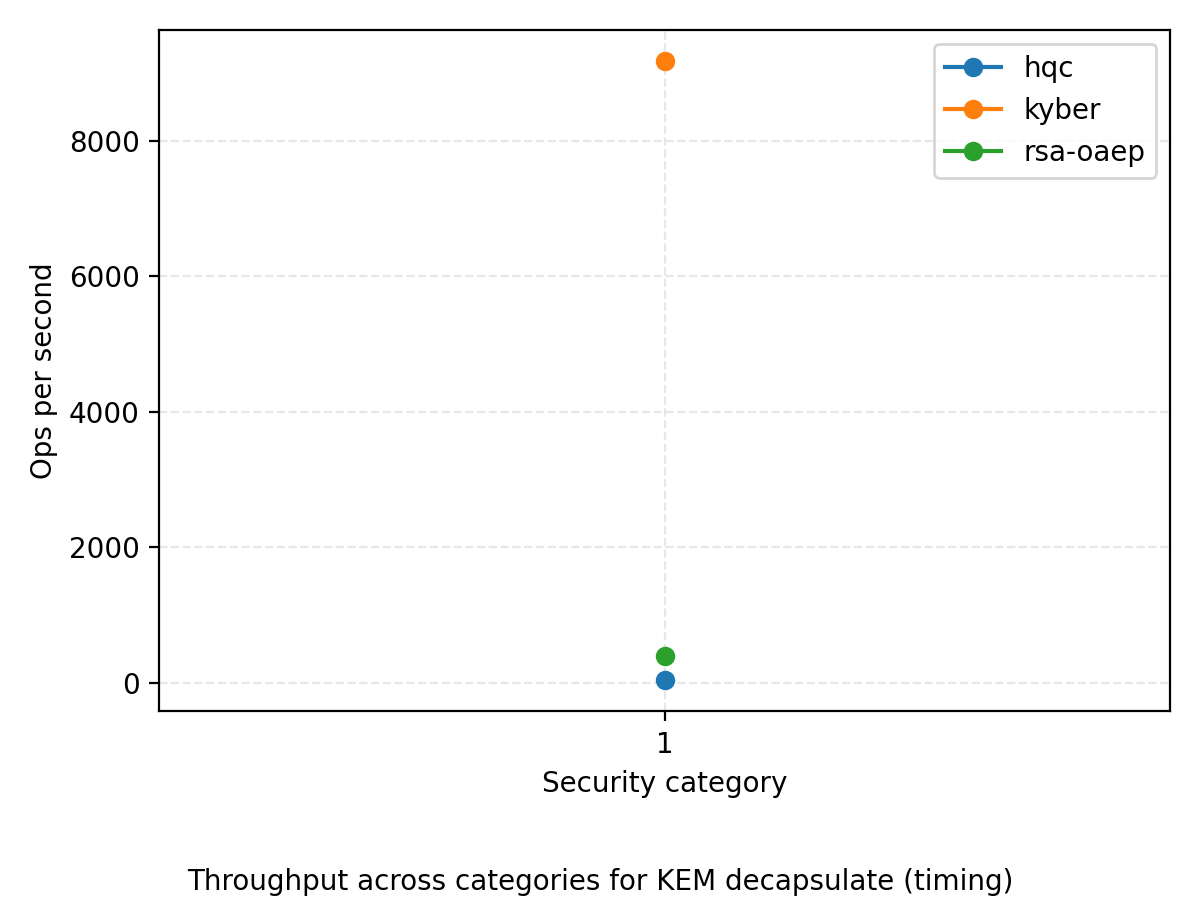 hqc
kyber
rsa-oaep
8000
6000
4000
2000
0
Ops per second
1
Security category
Throughput across categories for KEM decapsulate (timing)